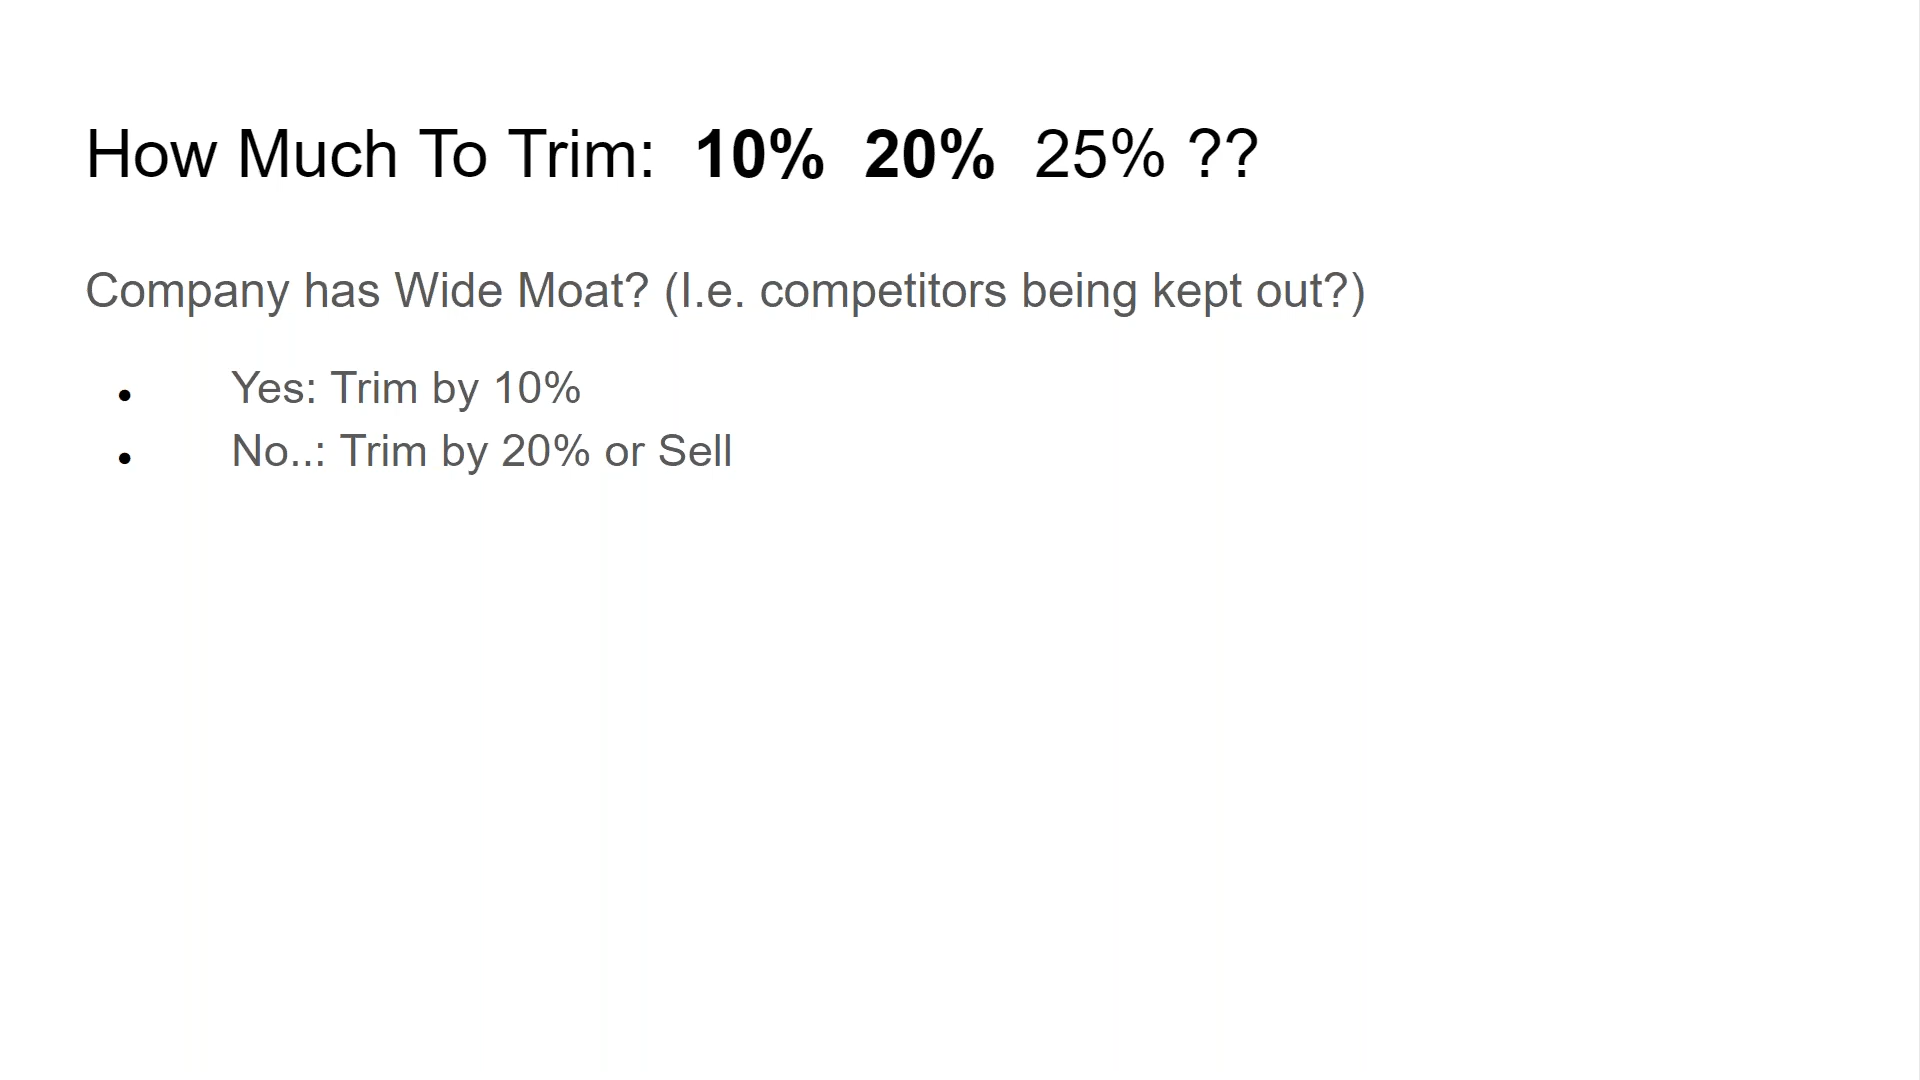 How Much To Trim: 10% 20% 25% ??
Company has Wide Moat? (I.e. competitors being kept out?)
● Yes: Trim by 10%
● No..: Trim by 20% or Sell